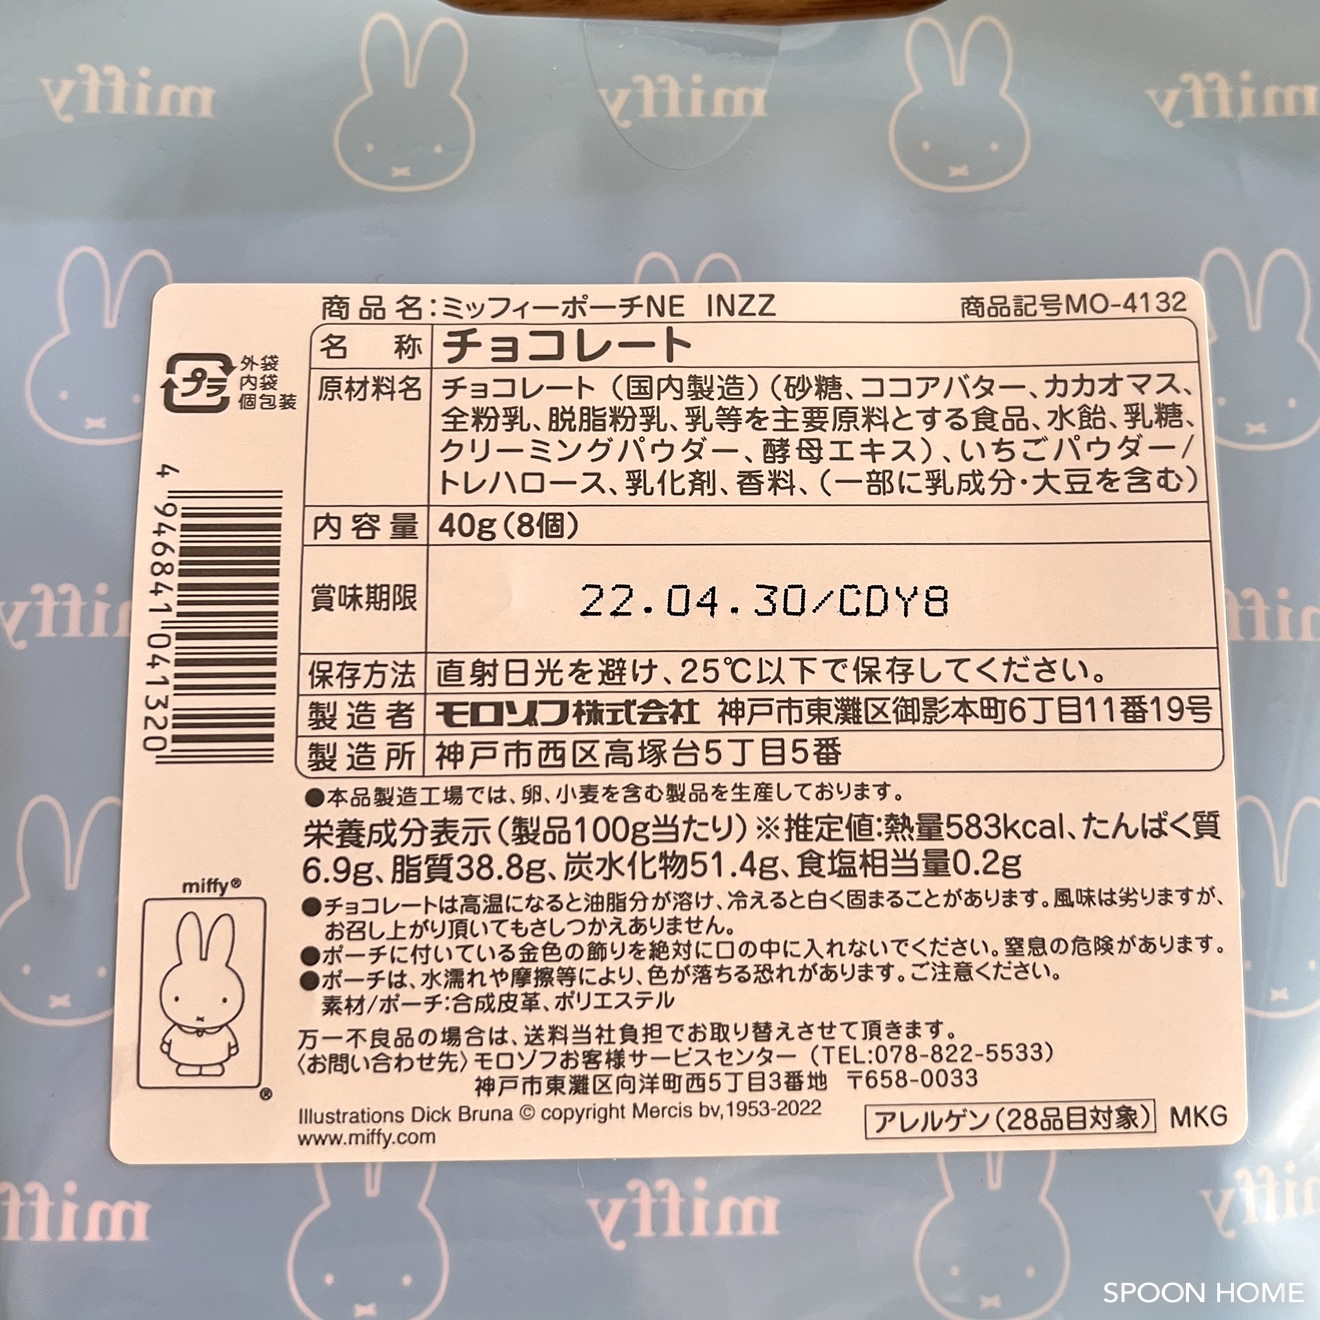 miffy miffy miffy
商品名:ミッフィーポーチNE INZZ 商品記号MO-4132
名称 チョコレート
プラ 外袋
内袋
個包装
原材料名 チョコレート（国内製造）（砂糖、ココアバター、カカオマス、
全粉乳、脱脂粉乳、乳等を主要原料とする食品、水飴、乳糖、
クリーミングパウダー、酵母エキス）、いちごパウダー/
トレハロース、乳化剤、香料、（一部に乳成分・大豆を含む）
内容量 40g(8個)
賞味期限 22.04.30/CDY8
保存方法 直射日光を避け、25℃以下で保存してください。
製造者 モロゾフ株式会社 神戸市東灘区御影本町6丁目11番19号
製造所 神戸市西区高塚台5丁目5番
4 946841 041320
●本品製造工場では、卵、小麦を含む製品を生産しております。
栄養成分表示（製品100g当たり）※推定値:熱量583kcal、たんぱく質
6.9g、脂質38.8g、炭水化物51.4g、食塩相当量0.2g
●チョコレートは高温になると油脂分が溶け、冷えると白く固まることがあります。風味は劣りますが、
お召し上がり頂いてもさしつかえありません。
●ポーチに付いている金色の飾りを絶対に口の中に入れないでください。窒息の危険があります。
●ポーチは、水濡れや摩擦等により、色が落ちる恐れがあります。ご注意ください。
素材/ポーチ:合成皮革、ポリエステル
万一不良品の場合は、送料当社負担でお取り替えさせて頂きます。
〈お問い合わせ先〉モロゾフお客様サービスセンター（TEL:078-822-5533）
神戸市東灘区向洋町西5丁目3番地 〒658-0033
Illustrations Dick Bruna © copyright Mercis bv,1953-2022
www.miffy.com
アレルゲン（28品目対象） MKG
miffy®
®
miffy miffy
miffy miffy miffy
SPOON HOME